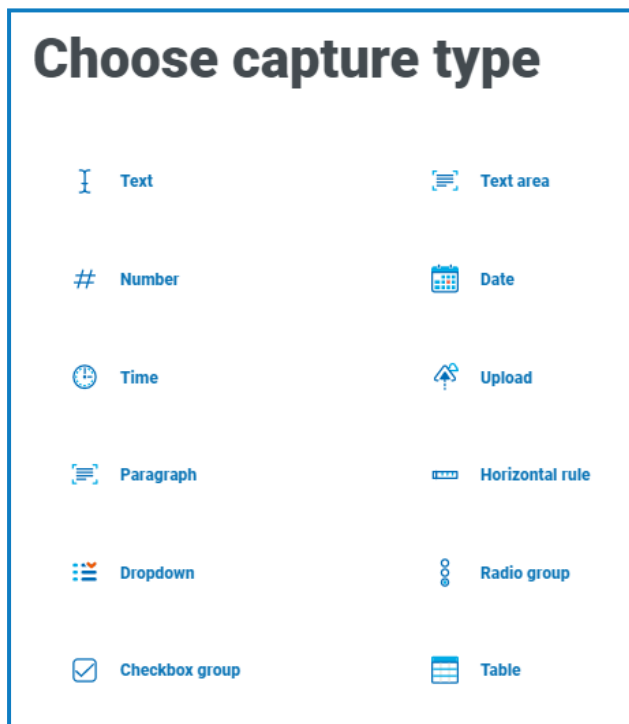 Choose capture type
Text
Text area
Number
Date
Time
Upload
Paragraph
Horizontal rule
Dropdown
Radio group
Checkbox group
Table